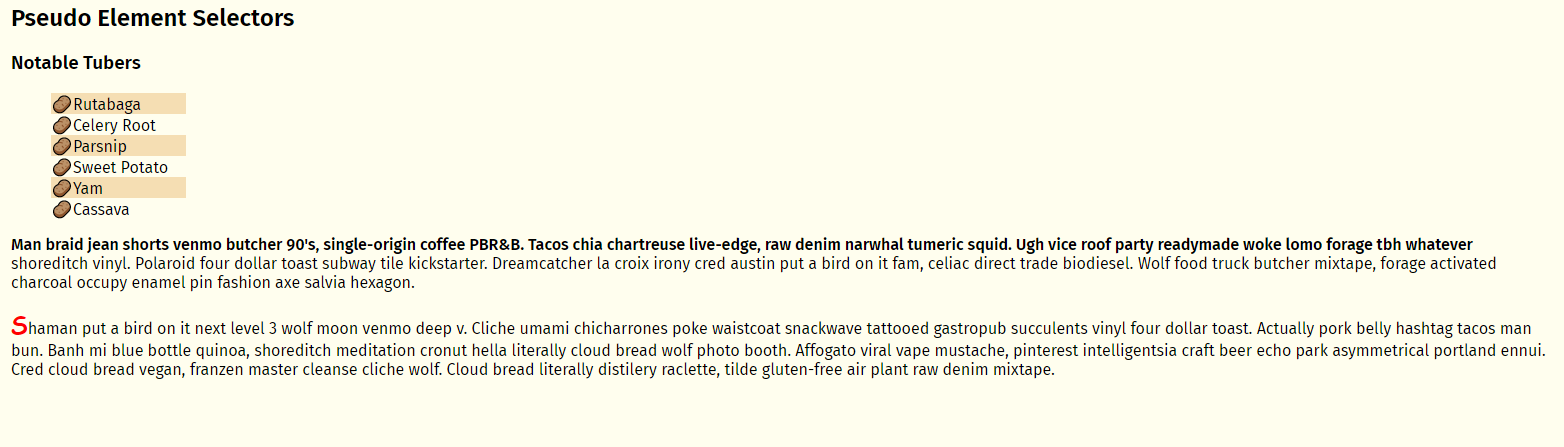 Pseudo Element Selectors
Notable Tubers
Rutabaga
Celery Root
Parsnip
Sweet Potato
Yam
Cassava
Man braid jean shorts venmo butcher 90's, single-origin coffee PBR&B. Tacos chia chartreuse live-edge, raw denim narwhal tumeric squid. Ugh vice roof party readymade woke lomo forage tbh whatever
shoreditch vinyl. Polaroid four dollar toast subway tile kickstarter. Dreamcatcher la croix irony cred austin put a bird on it fam, celiac direct trade biodiesel. Wolf food truck butcher mixtape, forage activated
charcoal occupy enamel pin fashion axe salvia hexagon.
Shaman put a bird on it next level 3 wolf moon venmo deep v. Cliche umami chicharrones poke waistcoat snackwave tattooed gastropub succulents vinyl four dollar toast. Actually pork belly hashtag tacos man
bun. Banh mi blue bottle quinoa, shoreditch meditation cronut hella literally cloud bread wolf photo booth. Affogato viral vape mustache, pinterest intelligentsia craft beer echo park asymmetrical portland ennui.
Cred cloud bread vegan, franzen master cleanse cliche wolf. Cloud bread literally distilery raclette, tilde gluten-free air plant raw denim mixtape.